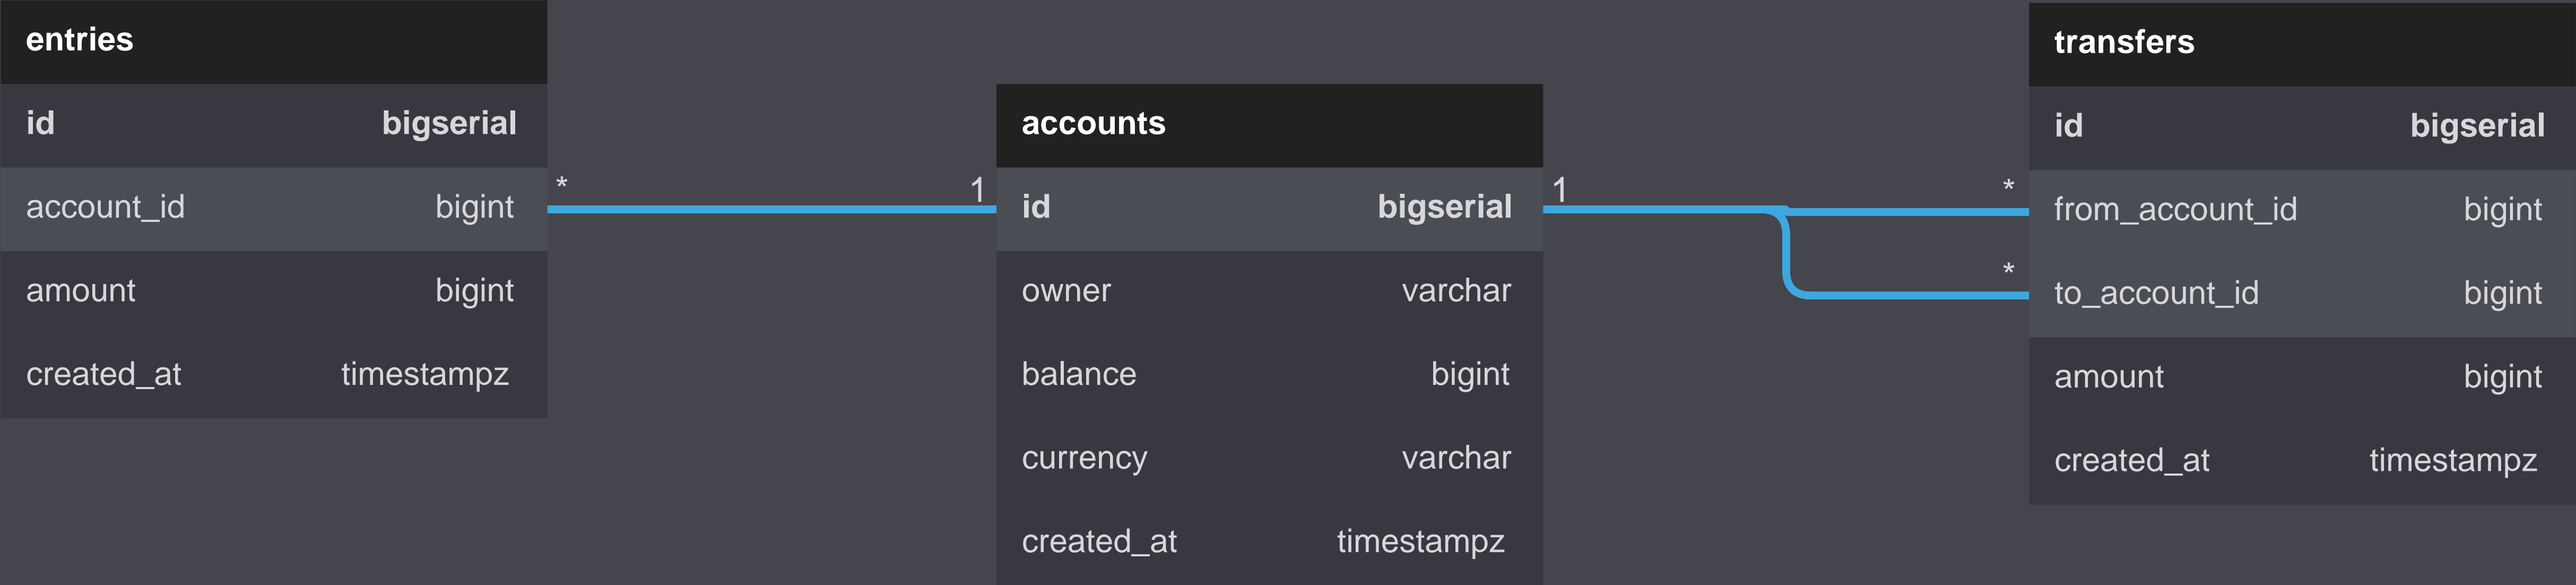 entries
id bigserial
account_id bigint
amount bigint
created_at timestampz
* 1
accounts
id bigserial
owner varchar
balance bigint
currency varchar
created_at timestampz
1 *
*
transfers
id bigserial
from_account_id bigint
to_account_id bigint
amount bigint
created_at timestampz